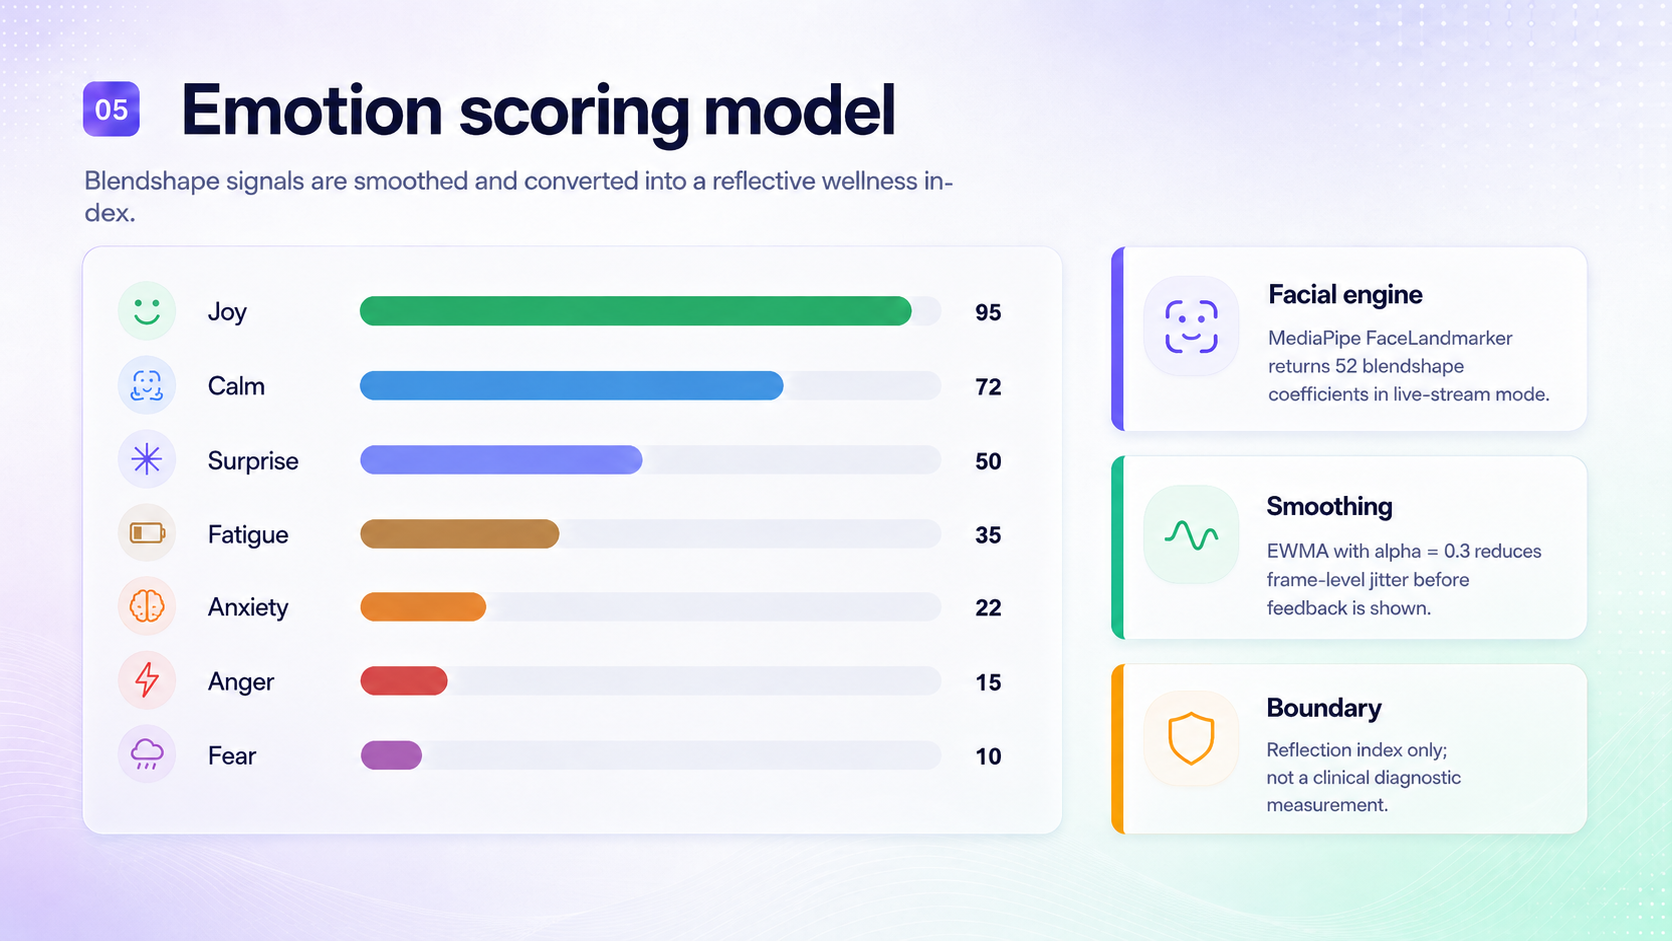 05
Emotion scoring model
Blendshape signals are smoothed and converted into a reflective wellness in-
dex.
Joy 95
Calm 72
Surprise 50
Fatigue 35
Anxiety 22
Anger 15
Fear 10
Facial engine
MediaPipe FaceLandmarker
returns 52 blendshape
coefficients in live-stream mode.
Smoothing
EWMA with alpha = 0.3 reduces
frame-level jitter before
feedback is shown.
Boundary
Reflection index only;
not a clinical diagnostic
measurement.